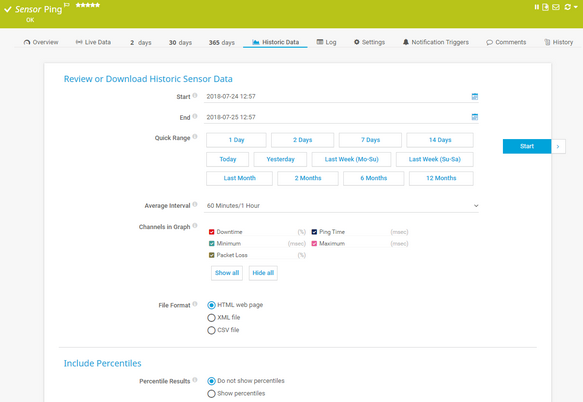 Sensor Ping
OK
Overview Live Data 2 days 30 days 365 days Historic Data Log Settings Notification Triggers Comments History
Review or Download Historic Sensor Data
Start 2018-07-24 12:57
End 2018-07-25 12:57
Quick Range 1 Day 2 Days 7 Days 14 Days
Start
Today Yesterday Last Week (Mo-Su) Last Week (Su-Sa)
Last Month 2 Months 6 Months 12 Months
Average Interval 60 Minutes/1 Hour
Channels in Graph
Downtime (%) Ping Time (msec)
Minimum (msec) Maximum (msec)
Packet Loss (%)
Show all Hide all
File Format HTML web page
XML file
CSV file
Include Percentiles
Percentile Results Do not show percentiles
Show percentiles